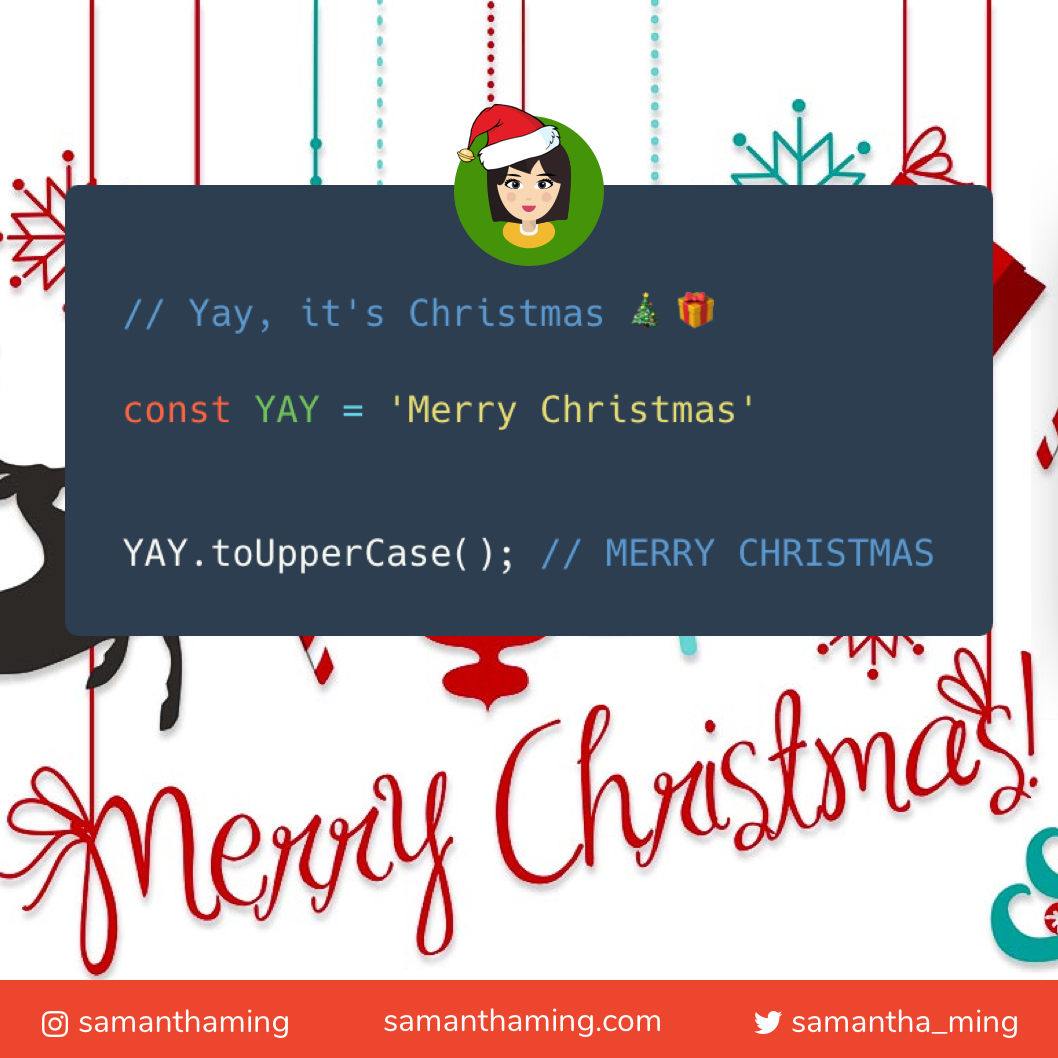 // Yay, it's Christmas 🎄 🎁
const YAY = 'Merry Christmas'
YAY.toUpperCase(); // MERRY CHRISTMAS
Merry Christmas!
samanthaming samanthaming.com samantha_ming